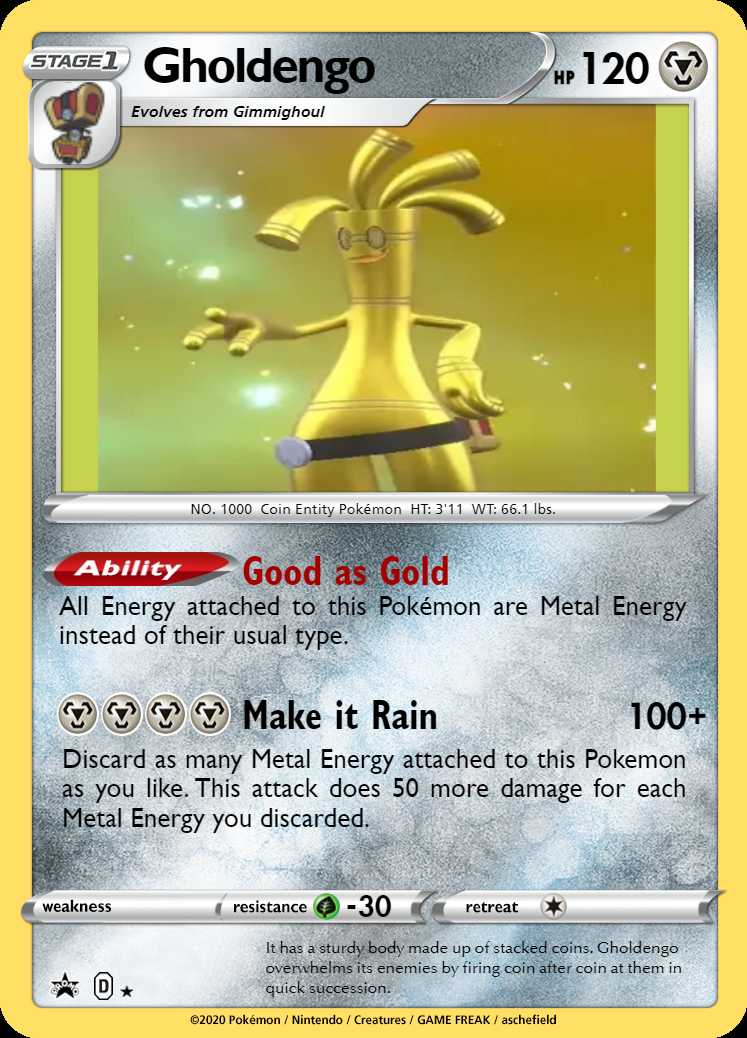 STAGE1
Gholdengo
HP 120
Evolves from Gimmighoul
NO. 1000 Coin Entity Pokémon HT: 3'11 WT: 66.1 lbs.
Ability Good as Gold
All Energy attached to this Pokémon are Metal Energy
instead of their usual type.
Make it Rain 100+
Discard as many Metal Energy attached to this Pokemon
as you like. This attack does 50 more damage for each
Metal Energy you discarded.
weakness resistance -30 retreat
It has a sturdy body made up of stacked coins. Gholdengo
overwhelms its enemies by firing coin after coin at them in
quick succession.
D
©2020 Pokémon / Nintendo / Creatures / GAME FREAK / aschefield